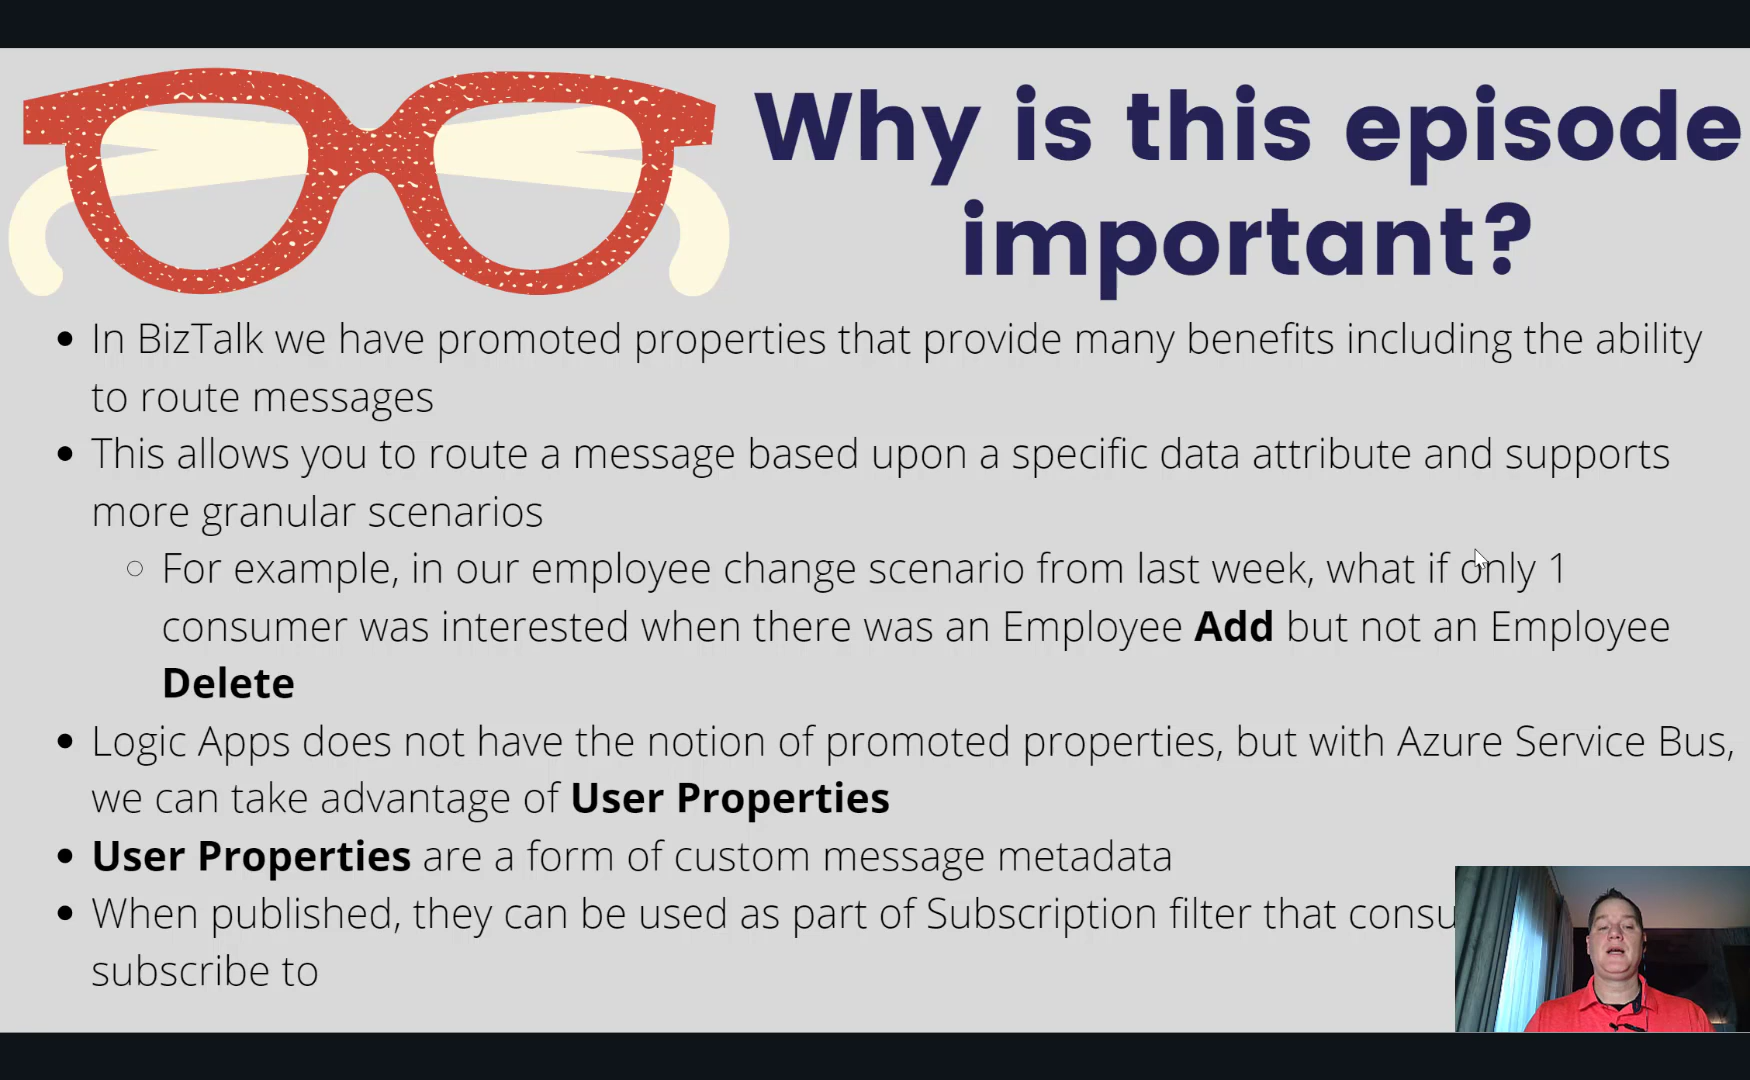 Why is this episode
important?
In BizTalk we have promoted properties that provide many benefits including the ability
to route messages
This allows you to route a message based upon a specific data attribute and supports
more granular scenarios
For example, in our employee change scenario from last week, what if only 1
consumer was interested when there was an Employee Add but not an Employee
Delete
Logic Apps does not have the notion of promoted properties, but with Azure Service Bus,
we can take advantage of User Properties
User Properties are a form of custom message metadata
When published, they can be used as part of Subscription filter that
subscribe to